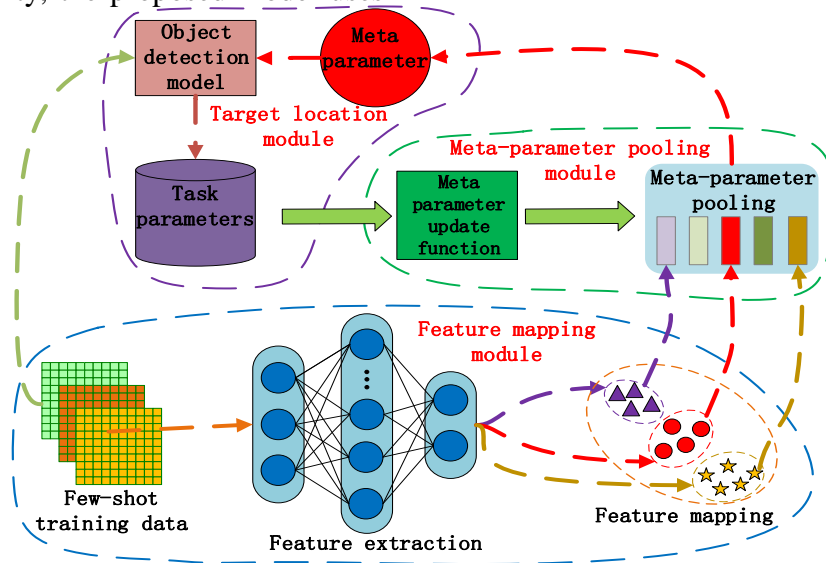 Object
detection
model
Meta
parameter
Target location
module
Meta-parameter pooling
module
Task
parameters
Meta
parameter
update
function
Meta-parameter
pooling
Feature mapping
module
Few-shot
training data
Feature extraction
Feature mapping